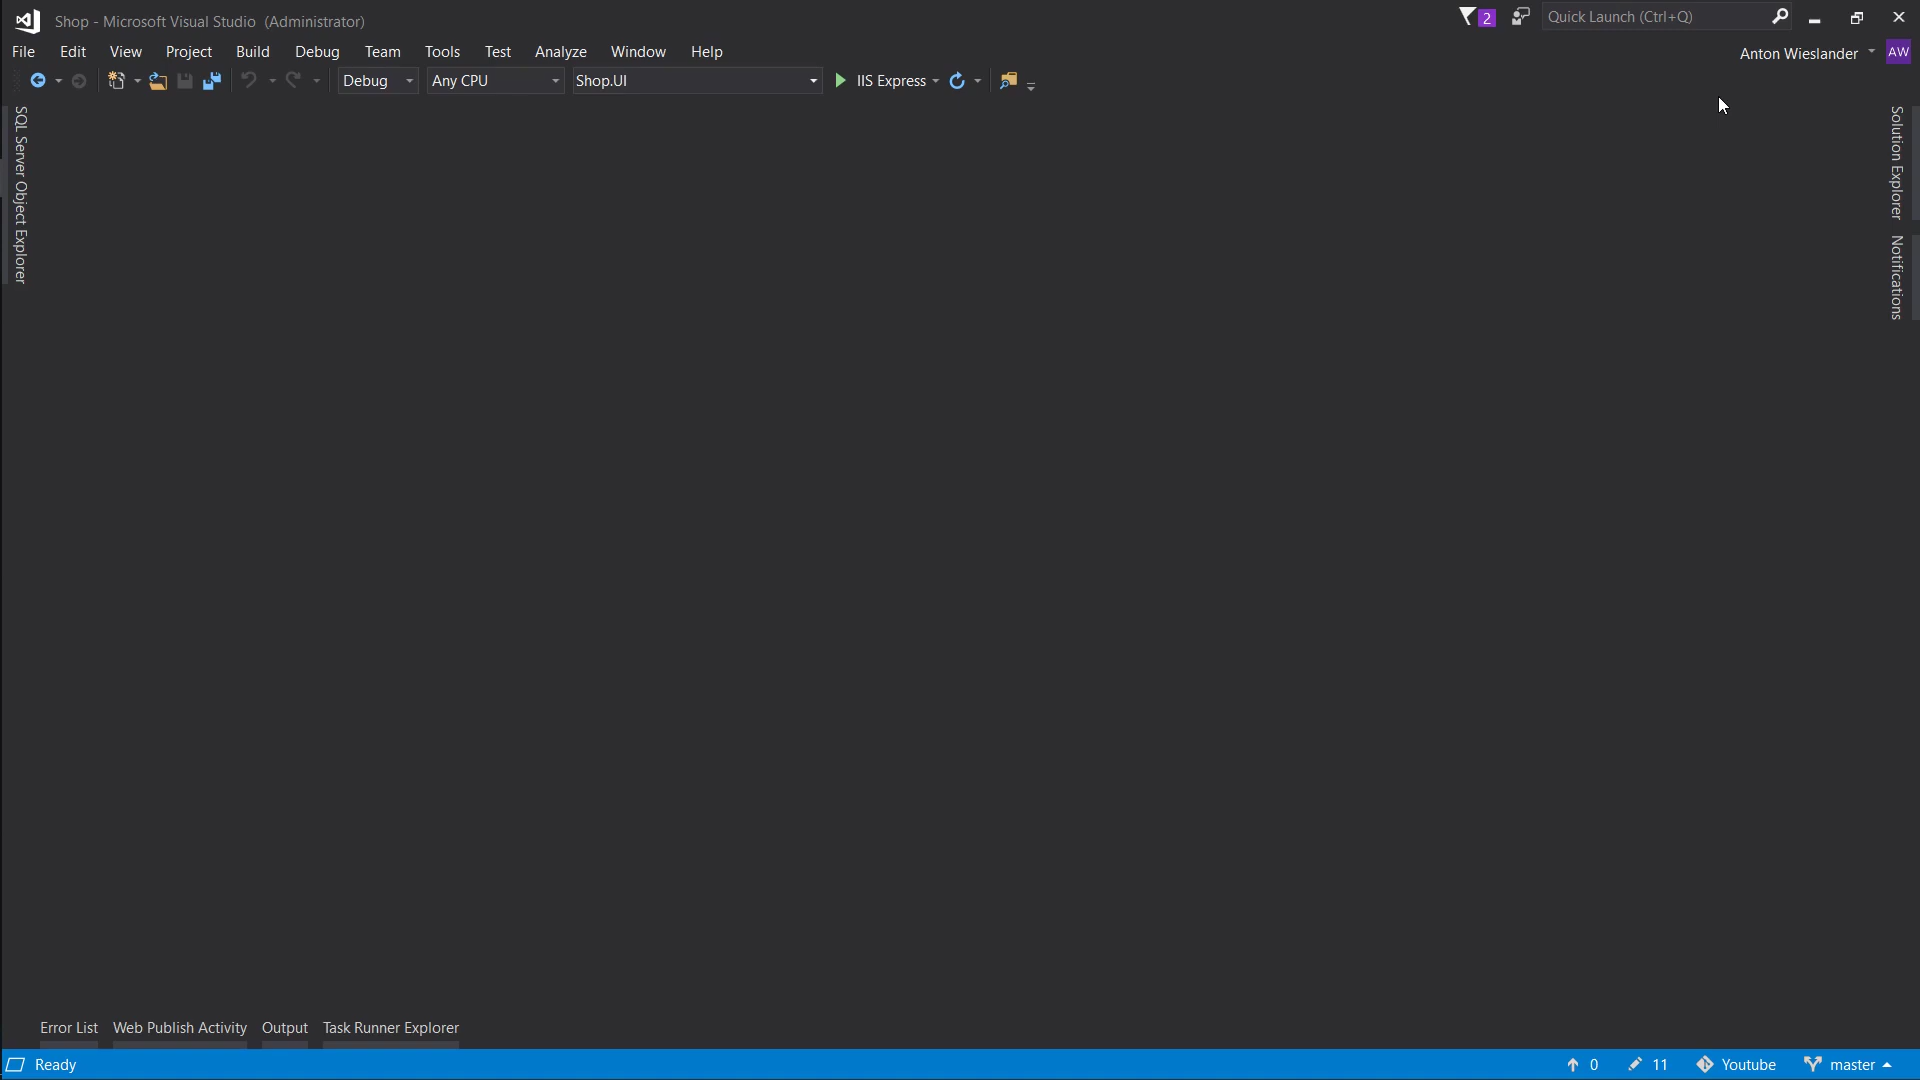 Shop - Microsoft Visual Studio (Administrator)
2
Quick Launch (Ctrl+Q)
File Edit View Project Build Debug Team Tools Test Analyze Window Help
Anton Wieslander AW
Debug Any CPU Shop.UI IIS Express
SQL Server Object Explorer
Solution Explorer
Notifications
Error List Web Publish Activity Output Task Runner Explorer
Ready 0 11 Youtube master